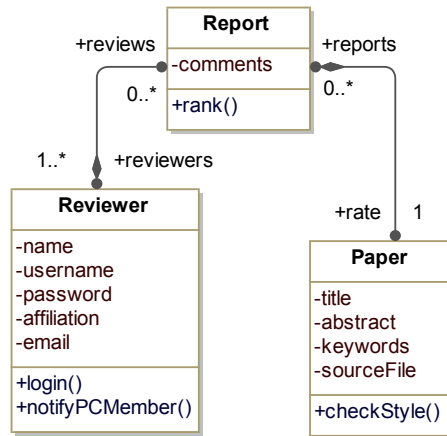 Report
-comments
+rank()
+reviews
0..*
+reports
0..*
1..*
+reviewers
+rate
1
Reviewer
-name
-username
-password
-affiliation
-email
+login()
+notifyPCMember()
Paper
-title
-abstract
-keywords
-sourceFile
+checkStyle()